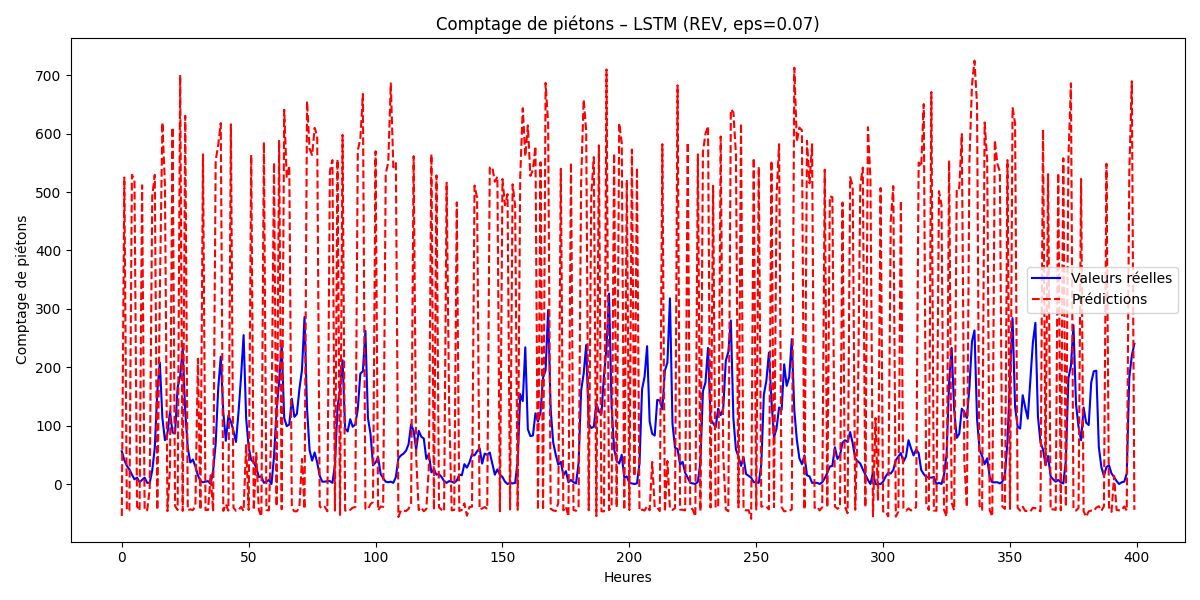 Comptage de piétons – LSTM (REV, eps=0.07)
Comptage de piétons
700
600
500
400
300
200
100
0
Valeurs réelles
Prédictions
0 50 100 150 200 250 300 350 400
Heures